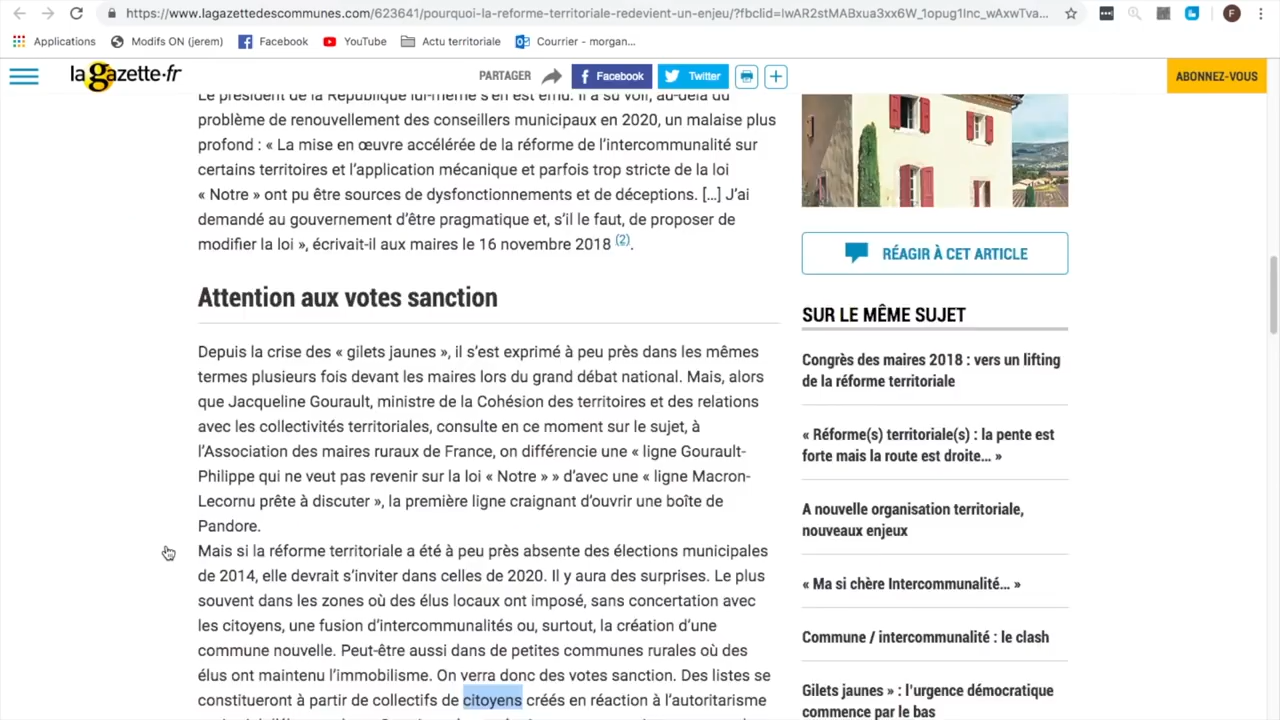 https://www.lagazettedescommunes.com/623641/pourquoi-la-reforme-territoriale-redevient-un-enjeu/?fbclid=IwAR2stMABxua3xx6W_1opug1Inc_wAxwTva...
F
Applications
Modifs ON (jerem)
Facebook
YouTube
Actu territoriale
Courrier - morgan...
la gazette.fr
PARTAGER
Facebook
Twitter
ABONNEZ-VOUS
Le président de la République lui-même s'en est ému. Il a su voir, au-delà du
problème de renouvellement des conseillers municipaux en 2020, un malaise plus
profond : « La mise en œuvre accélérée de la réforme de l'intercommunalité sur
certains territoires et l'application mécanique et parfois trop stricte de la loi
« Notre » ont pu être sources de dysfonctionnements et de déceptions. […] J'ai
demandé au gouvernement d'être pragmatique et, s'il le faut, de proposer de
modifier la loi », écrivait-il aux maires le 16 novembre 2018 (2).
Attention aux votes sanction
Depuis la crise des « gilets jaunes », il s'est exprimé à peu près dans les mêmes
termes plusieurs fois devant les maires lors du grand débat national. Mais, alors
que Jacqueline Gourault, ministre de la Cohésion des territoires et des relations
avec les collectivités territoriales, consulte en ce moment sur le sujet, à
l'Association des maires ruraux de France, on différencie une « ligne Gourault-
Philippe qui ne veut pas revenir sur la loi « Notre » » d'avec une « ligne Macron-
Lecornu prête à discuter », la première ligne craignant d'ouvrir une boîte de
Pandore.
Mais si la réforme territoriale a été à peu près absente des élections municipales
de 2014, elle devrait s'inviter dans celles de 2020. Il y aura des surprises. Le plus
souvent dans les zones où des élus locaux ont imposé, sans concertation avec
les citoyens, une fusion d'intercommunalités ou, surtout, la création d'une
commune nouvelle. Peut-être aussi dans de petites communes rurales où des
élus ont maintenu l'immobilisme. On verra donc des votes sanction. Des listes se
constitueront à partir de collectifs de citoyens créés en réaction à l'autoritarisme
RÉAGIR À CET ARTICLE
SUR LE MÊME SUJET
Congrès des maires 2018 : vers un lifting
de la réforme territoriale
« Réforme(s) territoriale(s) : la pente est
forte mais la route est droite... »
A nouvelle organisation territoriale,
nouveaux enjeux
« Ma si chère Intercommunalité... »
Commune / intercommunalité : le clash
Gilets jaunes » : l'urgence démocratique
commence par le bas